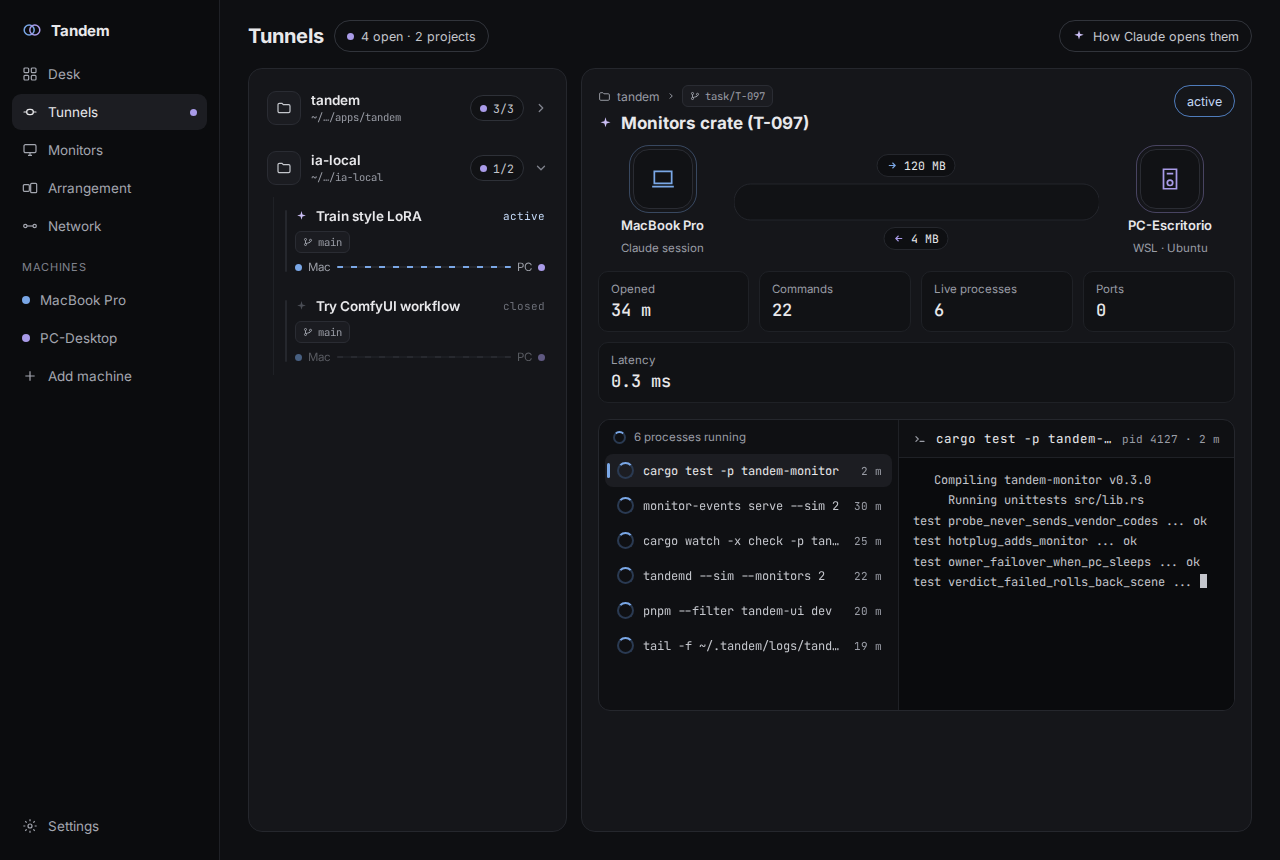 Tandem
Desk
Tunnels
Monitors
Arrangement
Network
MACHINES
MacBook Pro
PC-Desktop
Add machine
Settings
Tunnels
4 open · 2 projects
How Claude opens them
tandem
~/…/apps/tandem
3/3
ia-local
~/…/ia-local
1/2
Train style LoRA
active
main
Mac
PC
Try ComfyUI workflow
closed
main
Mac
PC
tandem
task/T-097
active
Monitors crate (T-097)
→ 120 MB
← 4 MB
MacBook Pro
Claude session
PC-Escritorio
WSL · Ubuntu
Opened
34 m
Commands
22
Live processes
6
Ports
0
Latency
0.3 ms
6 processes running
cargo test -p tandem-monitor 2 m
monitor-events serve --sim 2 30 m
cargo watch -x check -p tan… 25 m
tandemd --sim --monitors 2 22 m
pnpm --filter tandem-ui dev 20 m
tail -f ~/.tandem/logs/tand… 19 m
cargo test -p tandem-… pid 4127 · 2 m
Compiling tandem-monitor v0.3.0
Running unittests src/lib.rs
test probe_never_sends_vendor_codes ... ok
test hotplug_adds_monitor ... ok
test owner_failover_when_pc_sleeps ... ok
test verdict_failed_rolls_back_scene ...